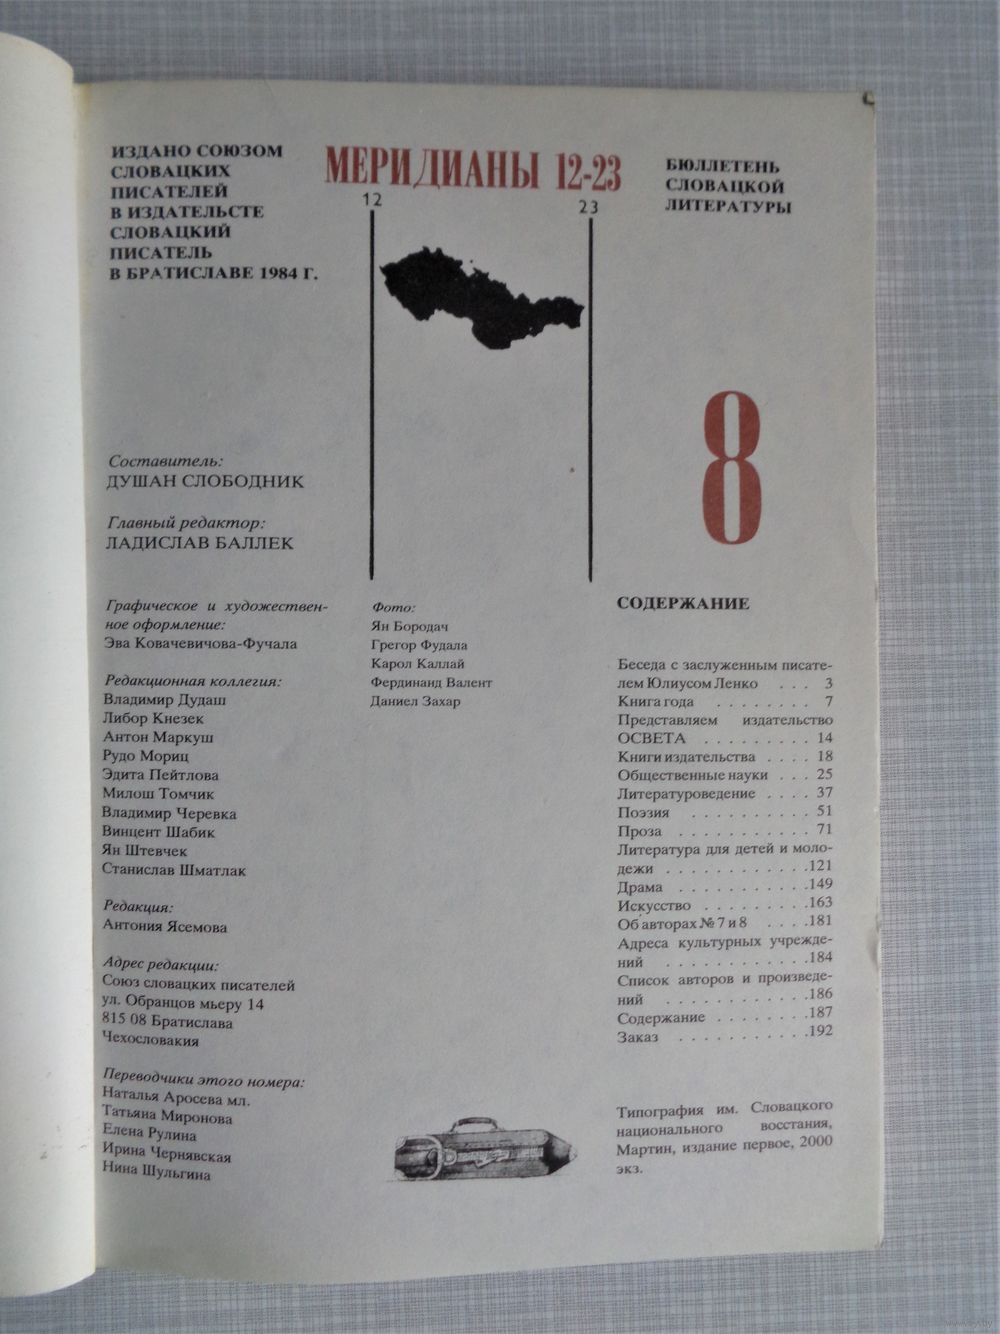 ИЗДАНО СОЮЗОМ
СЛОВАЦКИХ
ПИСАТЕЛЕЙ
В ИЗДАТЕЛЬСТЕ
СЛОВАЦКИЙ
ПИСАТЕЛЬ
В БРАТИСЛАВЕ 1984 Г.
МЕРИДИАНЫ 12-23
12
23
БЮЛЛЕТЕНЬ
СЛОВАЦКОЙ
ЛИТЕРАТУРЫ
8
Составитель:
ДУШАН СЛОБОДНИК
Главный редактор:
ЛАДИСЛАВ БАЛЛЕК
Графическое и художествен-
ное оформление:
Эва Ковачевичова-Фучала
Редакционная коллегия:
Владимир Дудаш
Либор Кнезек
Антон Маркуш
Рудо Мориц
Эдита Пейтлова
Милош Томчик
Владимир Черевка
Винцент Шабик
Ян Штевчек
Станислав Шматлак
Редакция:
Антония Ясемова
Адрес редакции:
Союз словацких писателей
ул. Обранцов мьеру 14
815 08 Братислава
Чехословакия
Переводчики этого номера:
Наталья Аросева мл.
Татьяна Миронова
Елена Рулина
Ирина Чернявская
Нина Шульгина
Фото:
Ян Бородач
Грегор Фудала
Карол Каллай
Фердинанд Валент
Даниел Захар
СОДЕРЖАНИЕ
Беседа с заслуженным писате-
лем Юлиусом Ленко . . . 3
Книга года . . . . . . . . 7
Представляем издательство
ОСВЕТА . . . . . . . . . 14
Книги издательства . . . . 18
Общественные науки . . . 25
Литературоведение . . . . 37
Поэзия . . . . . . . . . . 51
Проза . . . . . . . . . . 71
Литература для детей и моло-
дежи . . . . . . . . . . . .121
Драма . . . . . . . . . . .149
Искусство . . . . . . . . .163
Об авторах № 7 и 8 . . . .181
Адреса культурных учрежде-
ний . . . . . . . . . . . .184
Список авторов и произведе-
ний . . . . . . . . . . . .186
Содержание . . . . . . . .187
Заказ . . . . . . . . . . .192
Типография им. Словацкого
национального восстания,
Мартин, издание первое, 2000
экз.